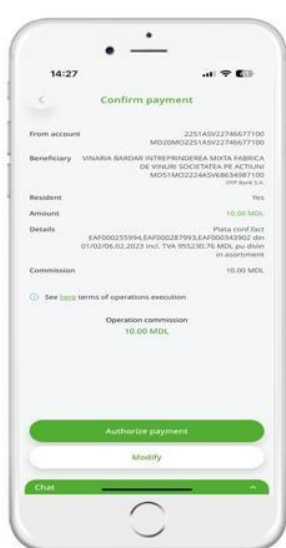 14:27
Confirm payment
From account 2251ASV22746677100
MD20MO2251ASV22746677100
Beneficiary VINARIA BARDAR INTREPRINDEREA MIXTA FABRICA
DE VINURI SOCIETATEA PE ACTIUNI
MD51MO2224ASV68634987100
OTP Bank S.A.
Resident Yes
Amount 10.00 MDL
Details Plata conf fact
EAF000255994,EAF000287993,EAF000343902 din
01/02/06.02.2023 incl. TVA 955230.76 MDL pu divin
in asortiment
Commission 10.00 MDL
See here terms of operations execution
Operation commission
10.00 MDL
Authorize payment
Modify
Chat